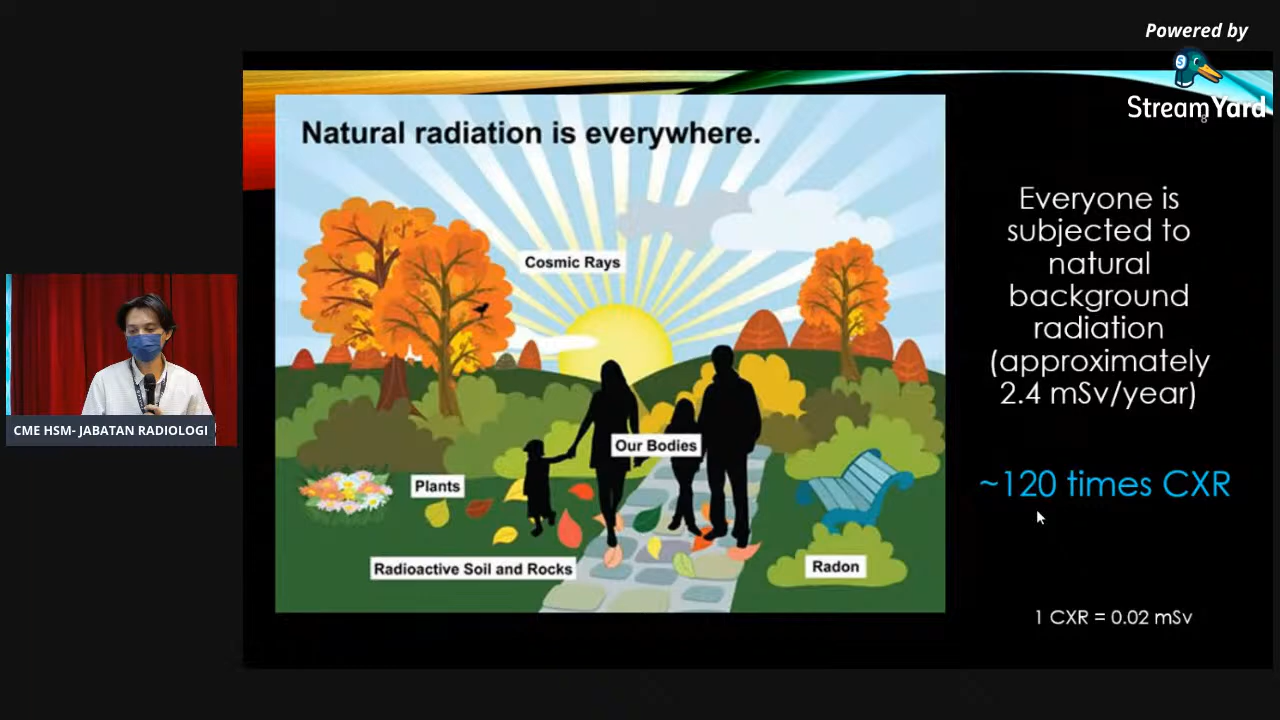 Powered by
StreamYard
Natural radiation is everywhere.
Cosmic Rays
Our Bodies
Plants
Radioactive Soil and Rocks
Radon
Everyone is
subjected to
natural
background
radiation
(approximately
2.4 mSv/year)
~120 times CXR
1 CXR = 0.02 mSv
CME HSM- JABATAN RADIOLOGI